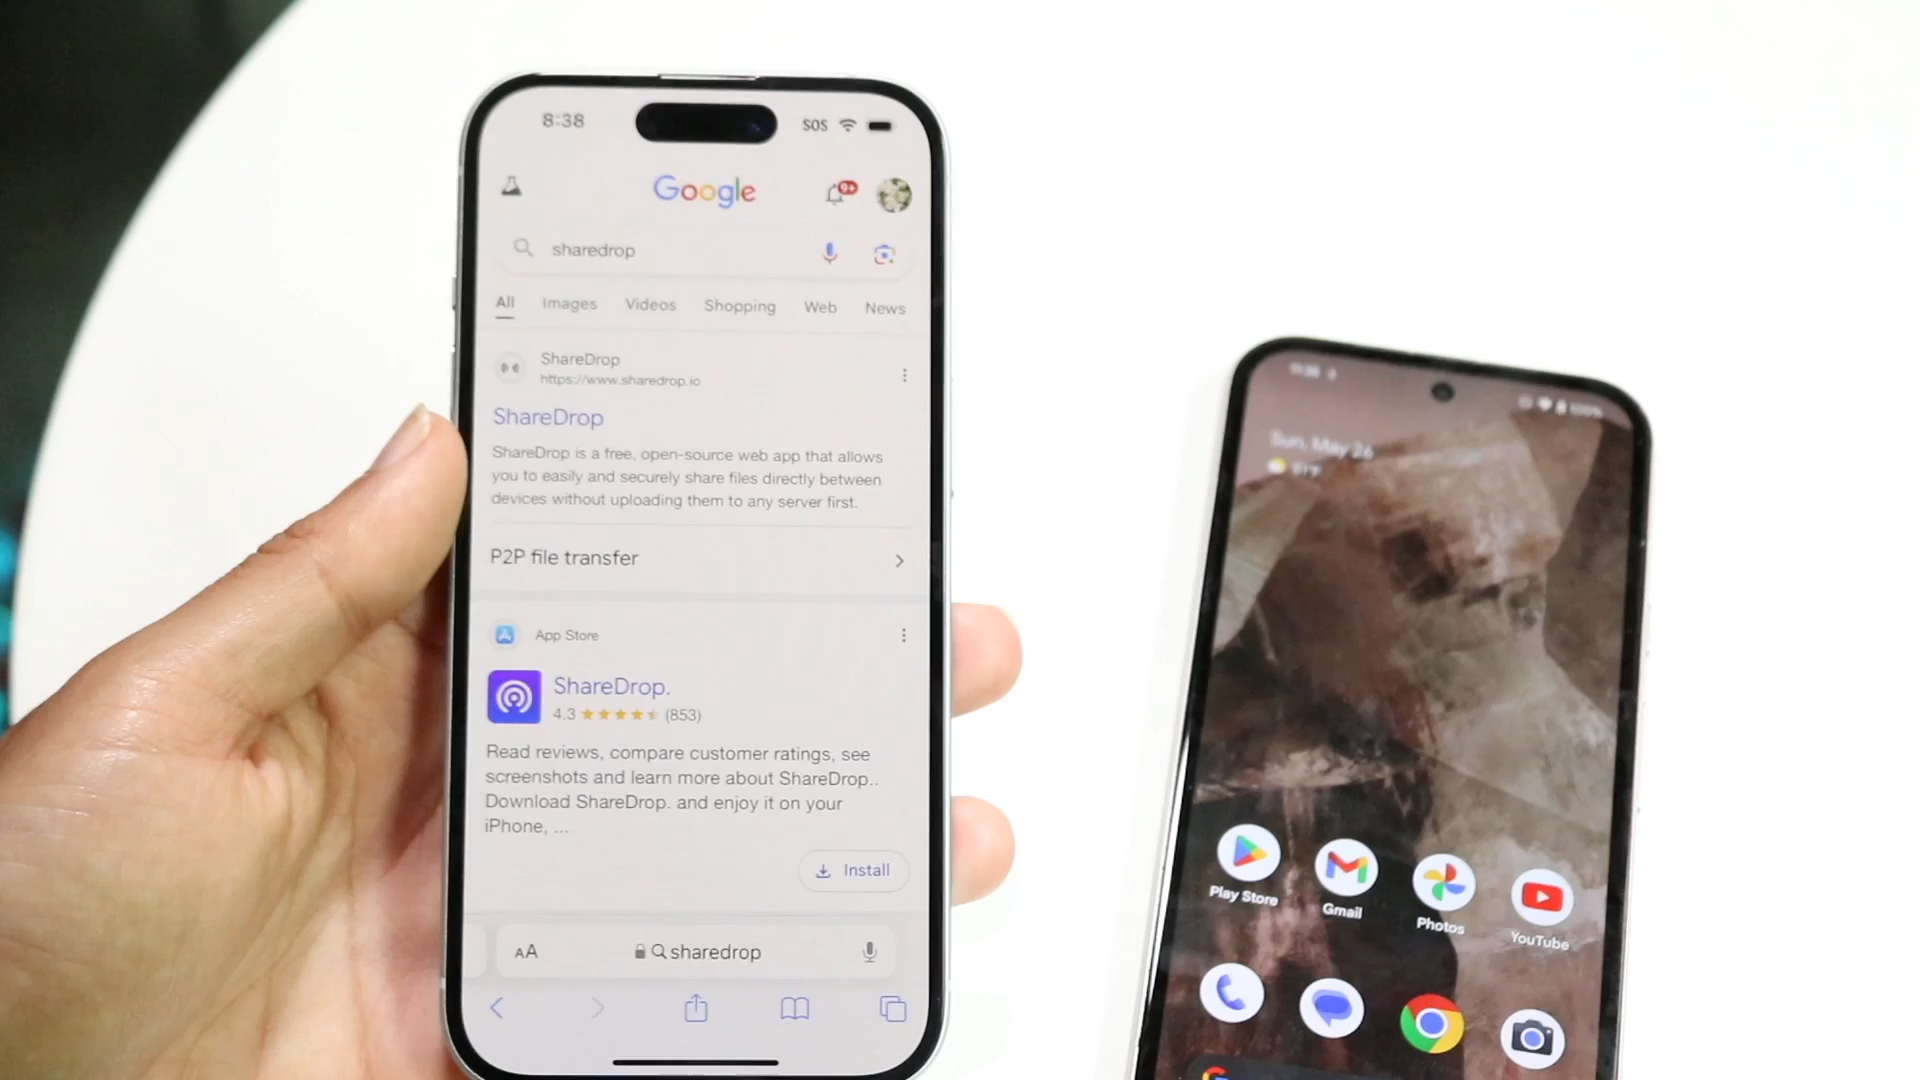 8:38
SOS
Google
9+
sharedrop
All Images Videos Shopping Web News
ShareDrop
https://www.sharedrop.io
ShareDrop
ShareDrop is a free, open-source web app that allows
you to easily and securely share files directly between
devices without uploading them to any server first.
P2P file transfer
App Store
ShareDrop.
4.3 ★★★★★ (853)
Read reviews, compare customer ratings, see
screenshots and learn more about ShareDrop..
Download ShareDrop. and enjoy it on your
iPhone, ...
Install
AA sharedrop
Sun, May 26
Play Store
Gmail
Photos
YouTube